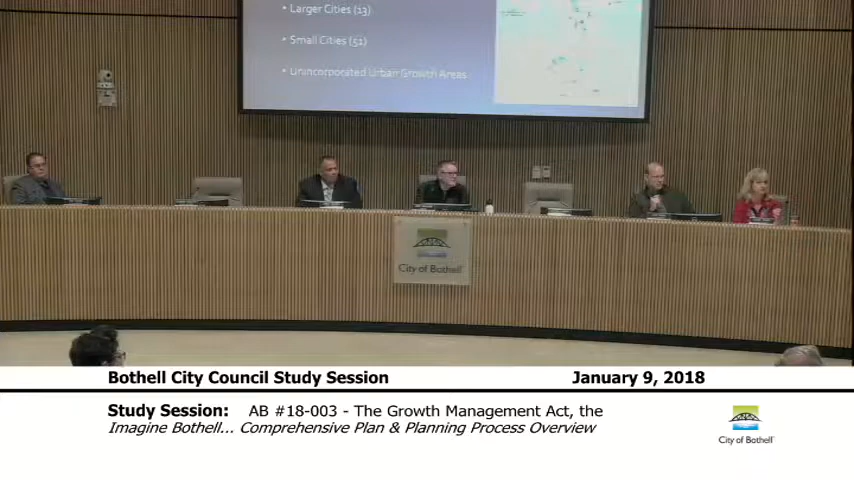 • Larger Cities (13)
• Small Cities (51)
• Unincorporated Urban Growth Areas
City of Bothell
Bothell City Council Study Session January 9, 2018
Study Session: AB #18-003 - The Growth Management Act, the
Imagine Bothell... Comprehensive Plan & Planning Process Overview
City of Bothell